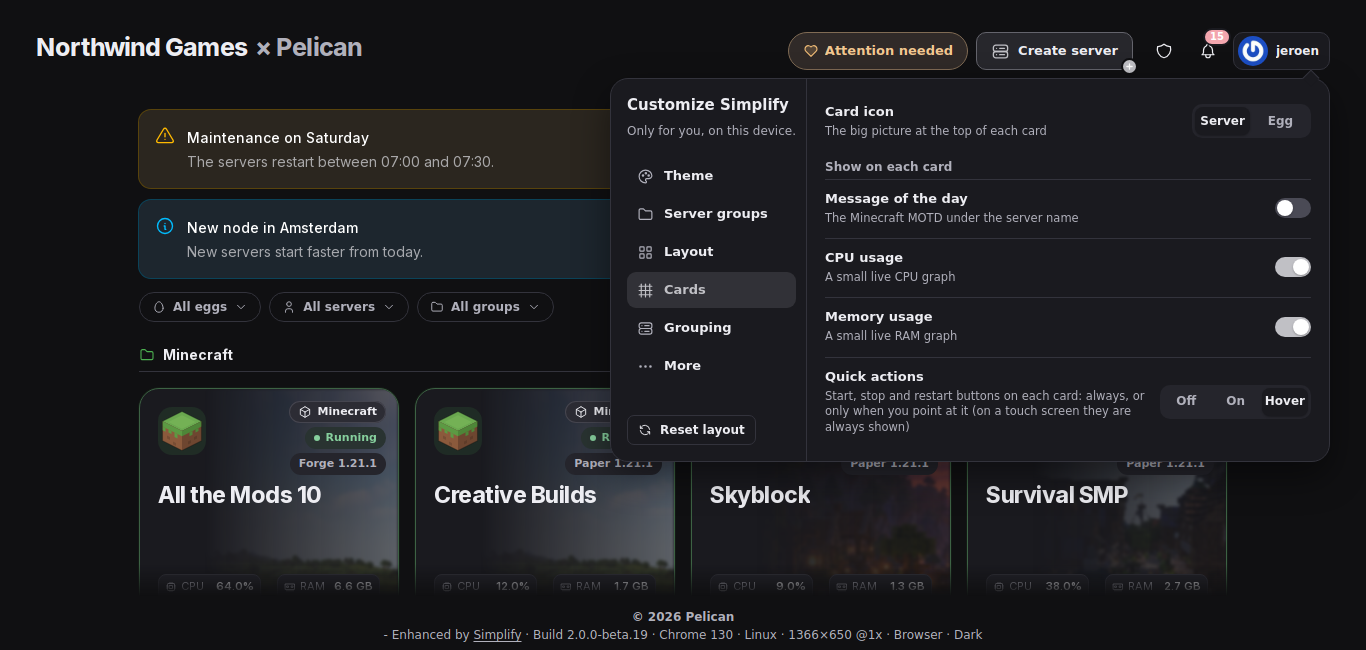 Northwind Games × Pelican
Attention needed
Create server
15
jeroen
Maintenance on Saturday
The servers restart between 07:00 and 07:30.
New node in Amsterdam
New servers start faster from today.
All eggs
All servers
All groups
Minecraft
Customize Simplify
Only for you, on this device.
Theme
Server groups
Layout
Cards
Grouping
More
Reset layout
Card icon
The big picture at the top of each card
Server
Egg
Show on each card
Message of the day
The Minecraft MOTD under the server name
CPU usage
A small live CPU graph
Memory usage
A small live RAM graph
Quick actions
Start, stop and restart buttons on each card: always, or
only when you point at it (on a touch screen they are
always shown)
Off
On
Hover
Minecraft
Running
Forge 1.21.1
All the Mods 10
CPU 64.0%
RAM 6.6 GB
Paper 1.21.1
Creative Builds
CPU 12.0%
RAM 1.7 GB
Paper 1.21.1
Skyblock
CPU 9.0%
RAM 1.3 GB
Paper 1.21.1
Survival SMP
CPU 38.0%
RAM 2.7 GB
© 2026 Pelican
- Enhanced by Simplify · Build 2.0.0-beta.19 · Chrome 130 · Linux · 1366×650 @1x · Browser · Dark